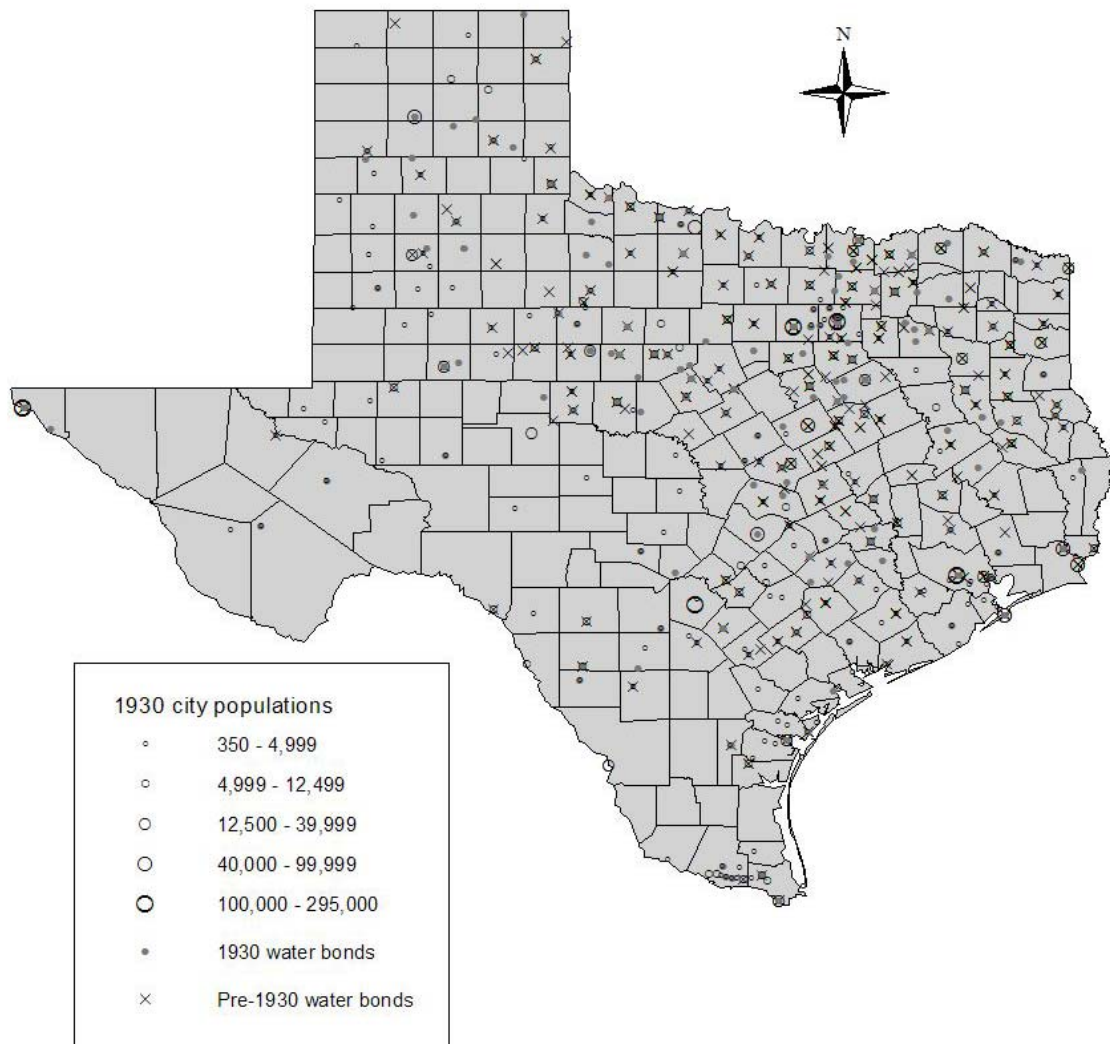 N
1930 city populations
350 - 4,999
4,999 - 12,499
12,500 - 39,999
40,000 - 99,999
100,000 - 295,000
1930 water bonds
Pre-1930 water bonds